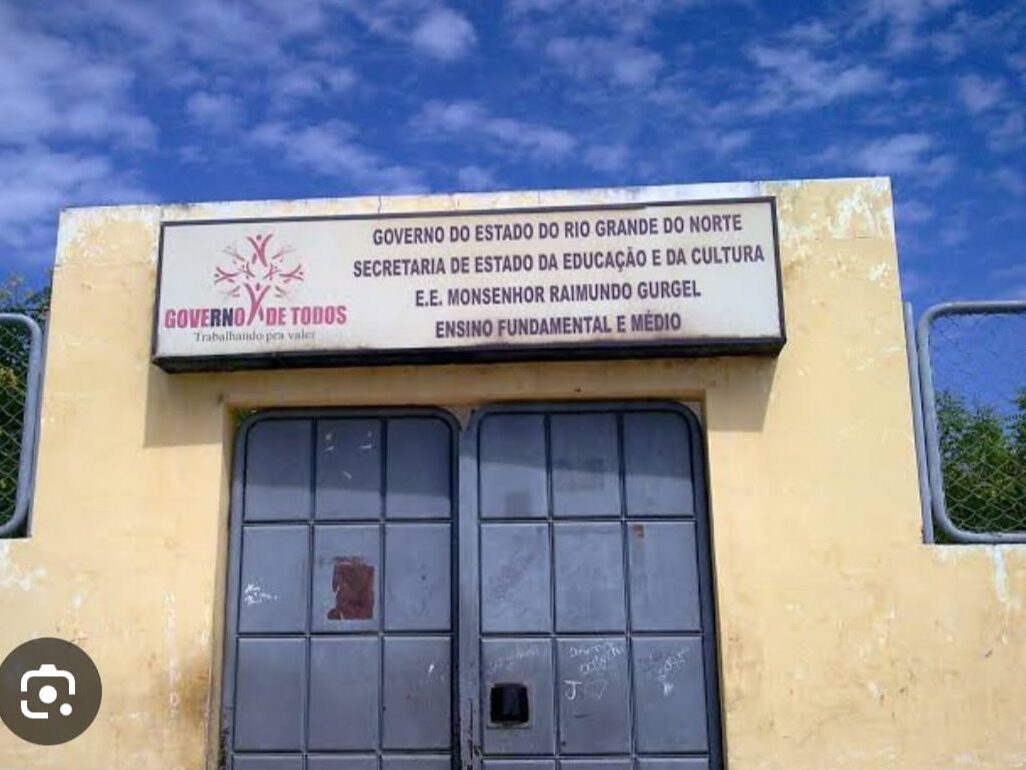 GOVERNO DE TODOS
Trabalhando pra valer
GOVERNO DO ESTADO DO RIO GRANDE DO NORTE
SECRETARIA DE ESTADO DA EDUCAÇÃO E DA CULTURA
E.E. MONSENHOR RAIMUNDO GURGEL
ENSINO FUNDAMENTAL E MÉDIO